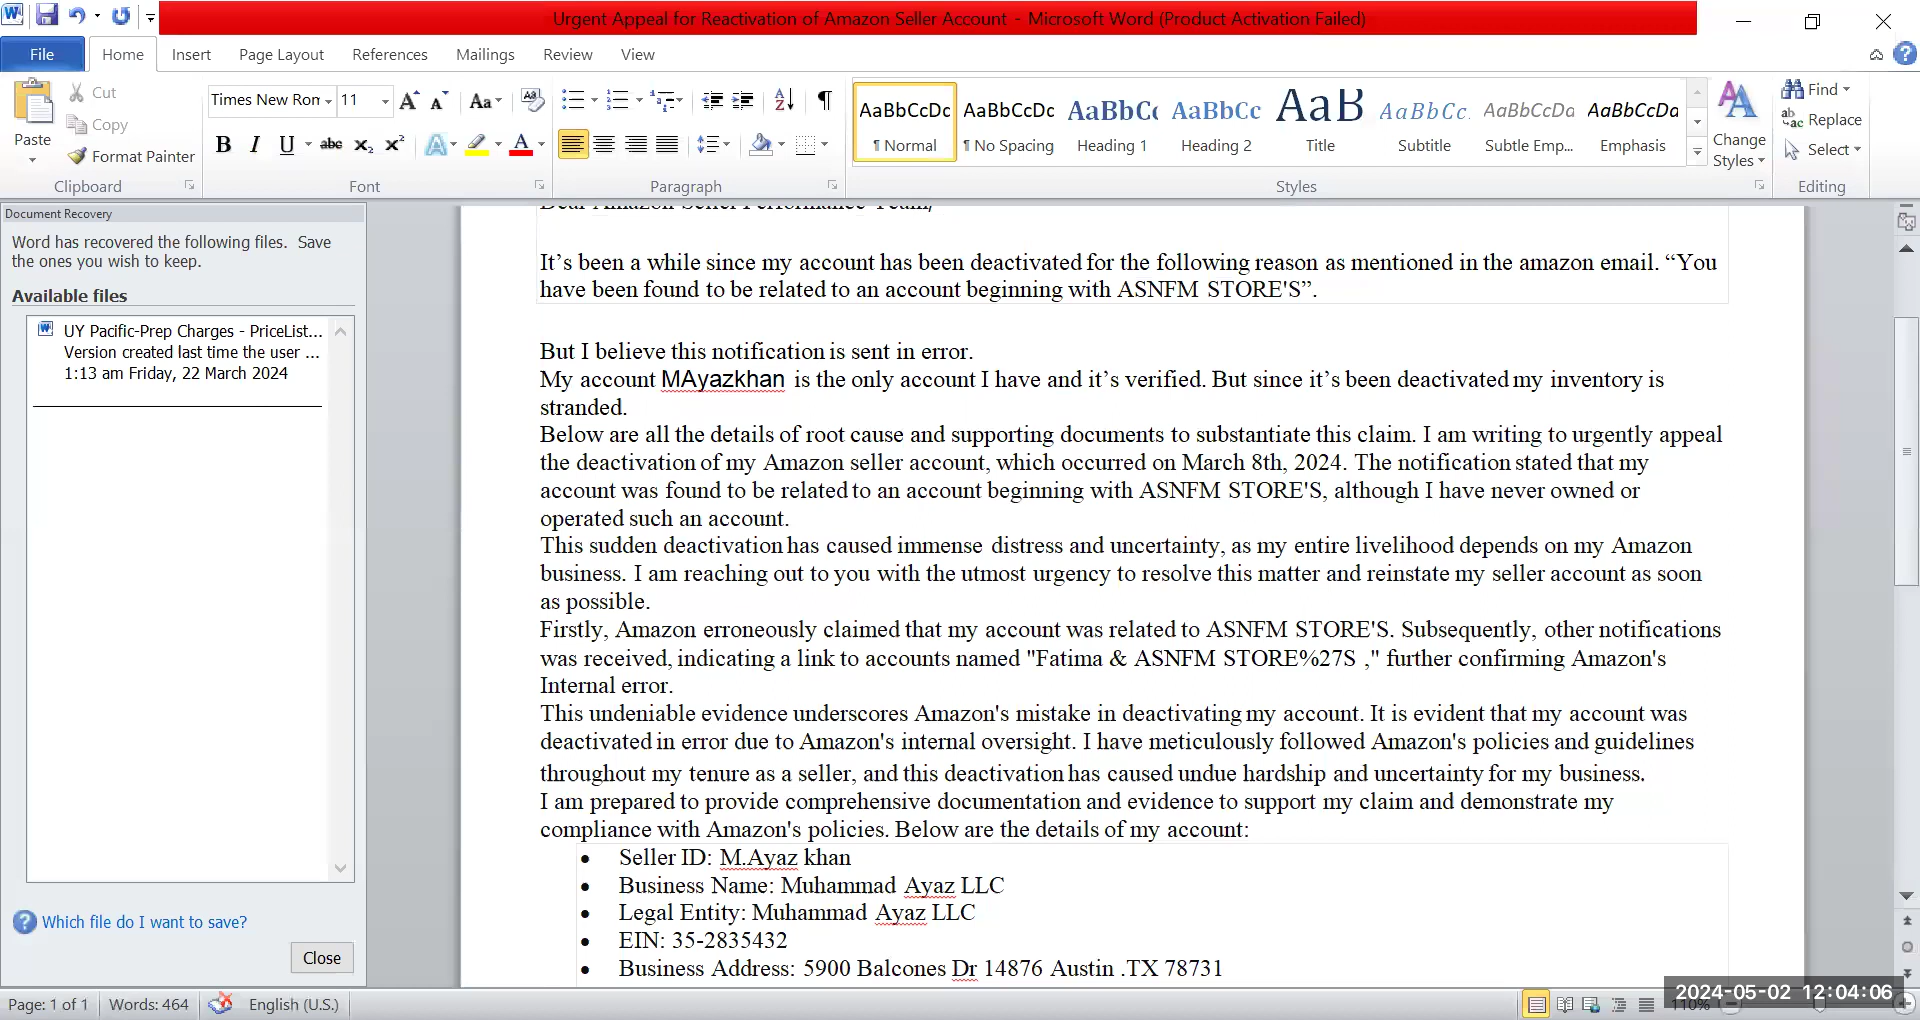 Urgent Appeal for Reactivation of Amazon Seller Account - Microsoft Word (Product Activation Failed)
File Home Insert Page Layout References Mailings Review View
Paste
Cut
Copy
Format Painter
Clipboard
Times New Ron 11
Font
Paragraph
AaBbCcDc AaBbCcDc AaBbC AaBbCc AaB AaBbCc. AaBbCcDa AaBbCcDa
¶ Normal ¶ No Spacing Heading 1 Heading 2 Title Subtitle Subtle Emp... Emphasis
Styles
Change Styles
Find
Replace
Select
Editing
Document Recovery
Word has recovered the following files. Save
the ones you wish to keep.
Available files
UY Pacific-Prep Charges - PriceList...
Version created last time the user ...
1:13 am Friday, 22 March 2024
Which file do I want to save?
Close
Dear Amazon Seller Performance Team,
It’s been a while since my account has been deactivated for the following reason as mentioned in the amazon email. “You
have been found to be related to an account beginning with ASNFM STORE'S”.
But I believe this notification is sent in error.
My account MAyazkhan is the only account I have and it’s verified. But since it’s been deactivated my inventory is
stranded.
Below are all the details of root cause and supporting documents to substantiate this claim. I am writing to urgently appeal
the deactivation of my Amazon seller account, which occurred on March 8th, 2024. The notification stated that my
account was found to be related to an account beginning with ASNFM STORE'S, although I have never owned or
operated such an account.
This sudden deactivation has caused immense distress and uncertainty, as my entire livelihood depends on my Amazon
business. I am reaching out to you with the utmost urgency to resolve this matter and reinstate my seller account as soon
as possible.
Firstly, Amazon erroneously claimed that my account was related to ASNFM STORE'S. Subsequently, other notifications
was received, indicating a link to accounts named "Fatima & ASNFM STORE%27S ," further confirming Amazon's
Internal error.
This undeniable evidence underscores Amazon's mistake in deactivating my account. It is evident that my account was
deactivated in error due to Amazon's internal oversight. I have meticulously followed Amazon's policies and guidelines
throughout my tenure as a seller, and this deactivation has caused undue hardship and uncertainty for my business.
I am prepared to provide comprehensive documentation and evidence to support my claim and demonstrate my
compliance with Amazon's policies. Below are the details of my account:
• Seller ID: M.Ayaz khan
• Business Name: Muhammad Ayaz LLC
• Legal Entity: Muhammad Ayaz LLC
• EIN: 35-2835432
• Business Address: 5900 Balcones Dr 14876 Austin .TX 78731
Page: 1 of 1 Words: 464 English (U.S.) 110%
2024-05-02 12:04:06